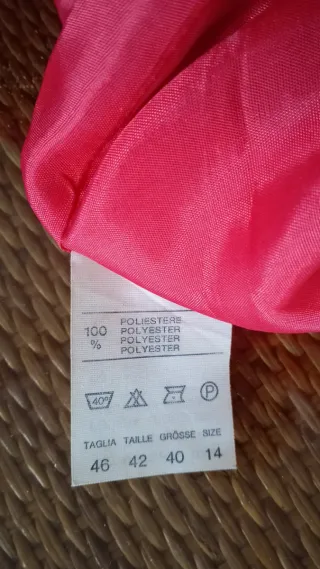 POLIESTERE
100 POLYESTER
% POLYESTER
POLYESTER
40° P
TAGLIA TAILLE GRÖSSE SIZE
46 42 40 14